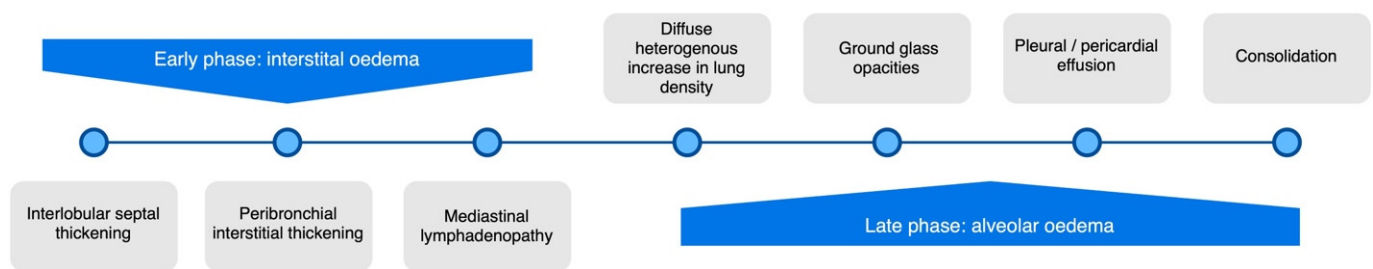 Early phase: interstital oedema
Diffuse
heterogenous
increase in lung
density
Ground glass
opacities
Pleural / pericardial
effusion
Consolidation
Interlobular septal
thickening
Peribronchial
interstitial thickening
Mediastinal
lymphadenopathy
Late phase: alveolar oedema